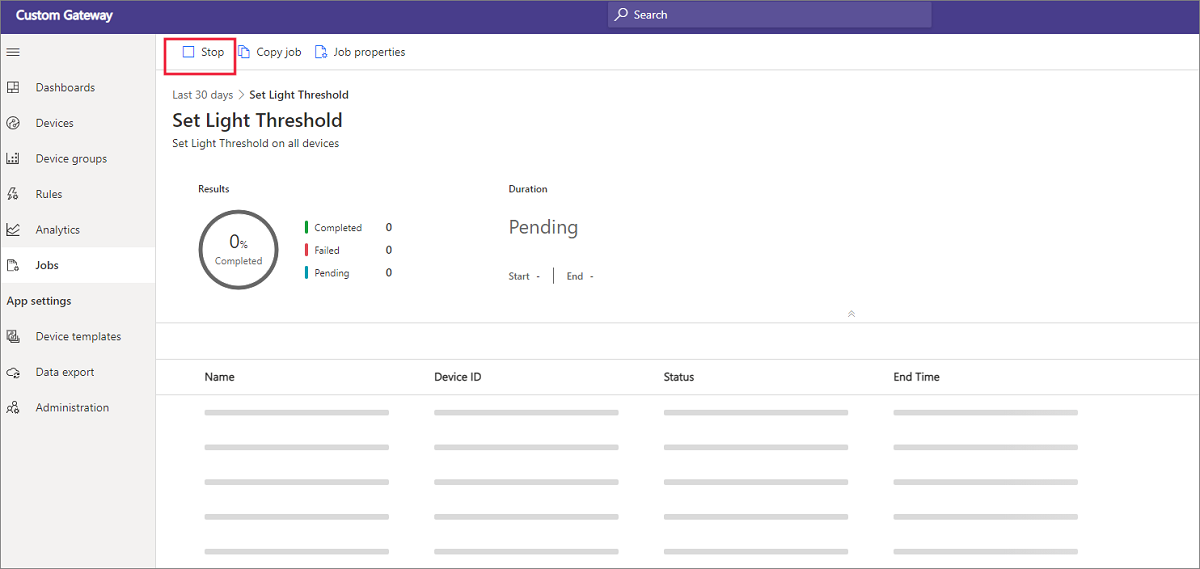 Custom Gateway
Search
Stop Copy job Job properties
Dashboards
Devices
Device groups
Rules
Analytics
Jobs
App settings
Device templates
Data export
Administration
Last 30 days > Set Light Threshold
Set Light Threshold
Set Light Threshold on all devices
Results
0%
Completed
Completed 0
Failed 0
Pending 0
Duration
Pending
Start - End -
Name Device ID Status End Time